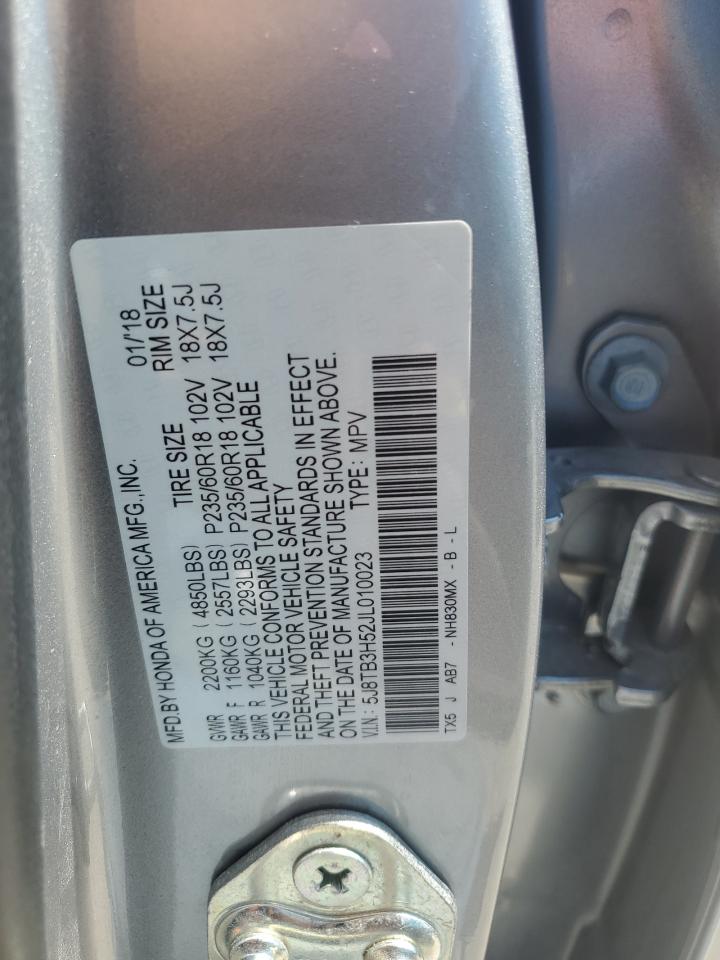 MFD.BY HONDA OF AMERICA MFG.,INC. 01/'18
TIRE SIZE RIM SIZE
GVWR 2200KG ( 4850LBS)
GAWR F 1160KG ( 2557LBS) P235/60R18 102V 18X7.5J
GAWR R 1040KG ( 2293LBS) P235/60R18 102V 18X7.5J
THIS VEHICLE CONFORMS TO ALL APPLICABLE
FEDERAL MOTOR VEHICLE SAFETY
AND THEFT PREVENTION STANDARDS IN EFFECT
ON THE DATE OF MANUFACTURE SHOWN ABOVE.
V.I.N.: 5J8TB3H52JL010023 TYPE: MPV
TX5 J AB7 - NH830MX - B - L